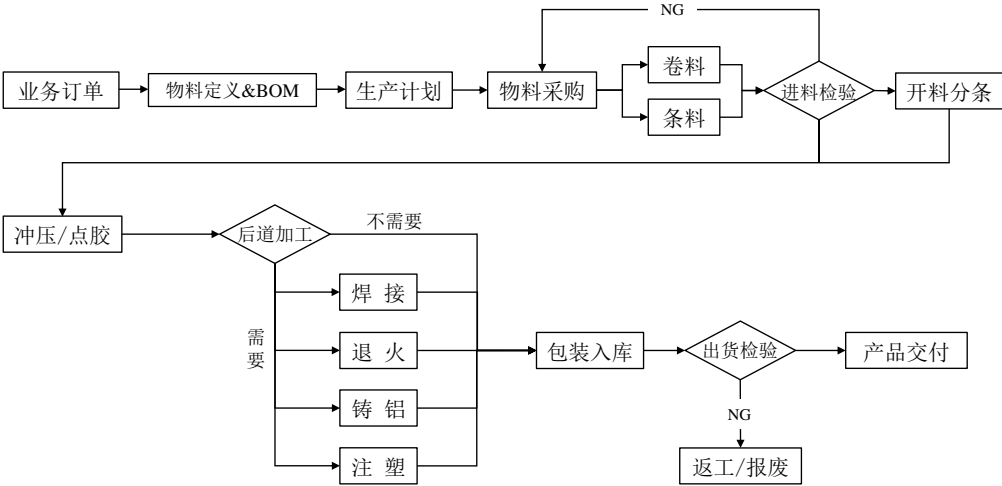 NG
业务订单
物料定义&BOM
生产计划
物料采购
卷料
条料
进料检验
开料分条
冲压/点胶
后道加工
不需要
需要
焊 接
退 火
铸 铝
注 塑
包装入库
出货检验
产品交付
NG
返工/报废